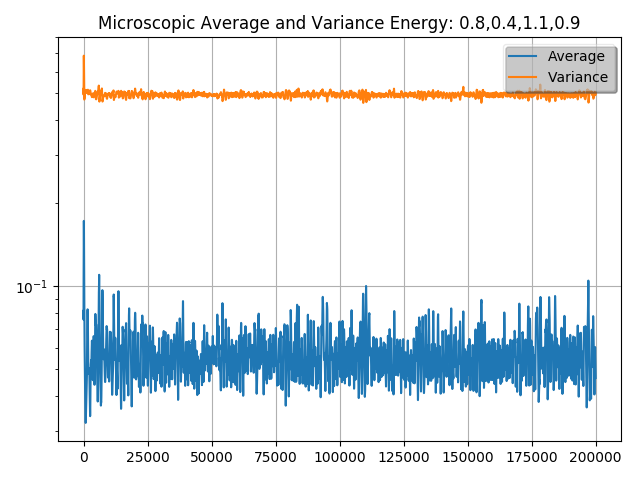 Microscopic Average and Variance Energy: 0.8,0.4,1.1,0.9
Average
Variance
10⁻¹
0 25000 50000 75000 100000 125000 150000 175000 200000